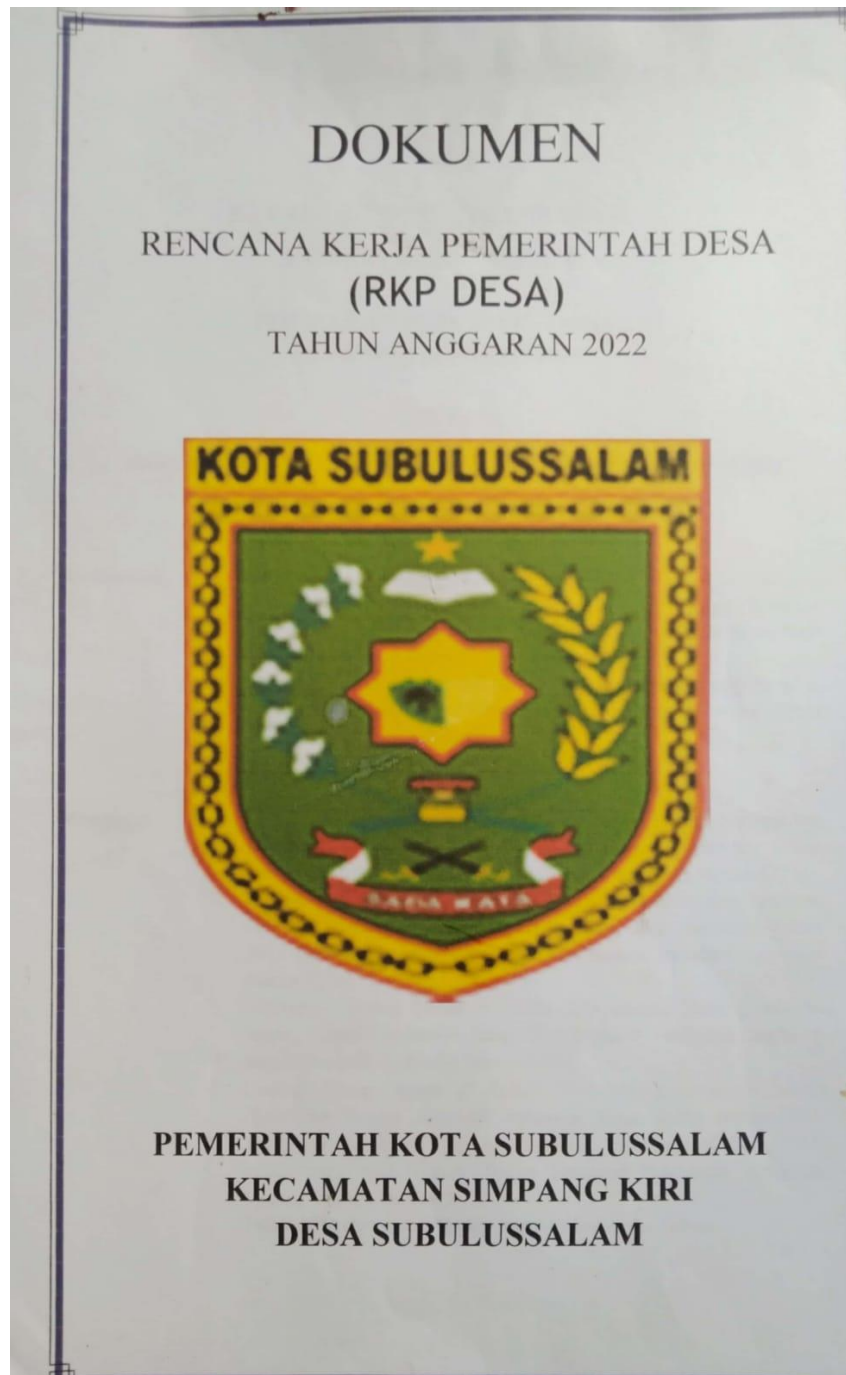 DOKUMEN
RENCANA KERJA PEMERINTAH DESA
(RKP DESA)
TAHUN ANGGARAN 2022
KOTA SUBULUSSALAM
SADA KATA
PEMERINTAH KOTA SUBULUSSALAM
KECAMATAN SIMPANG KIRI
DESA SUBULUSSALAM